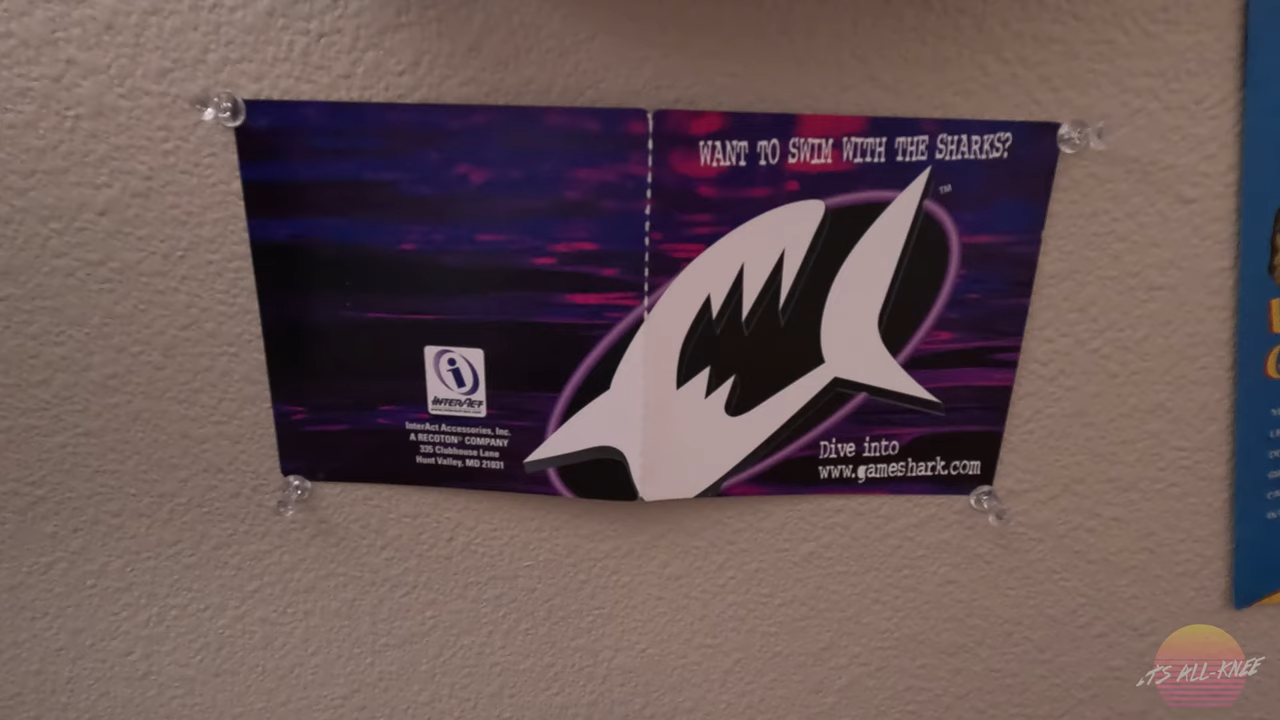 WANT TO SWIM WITH THE SHARKS?
TM
i
INTERACT
InterAct Accessories, Inc.
A RECOTON® COMPANY
335 Clubhouse Lane
Hunt Valley, MD 21031
Dive into
www.gameshark.com
IT'S ALL-KNEE